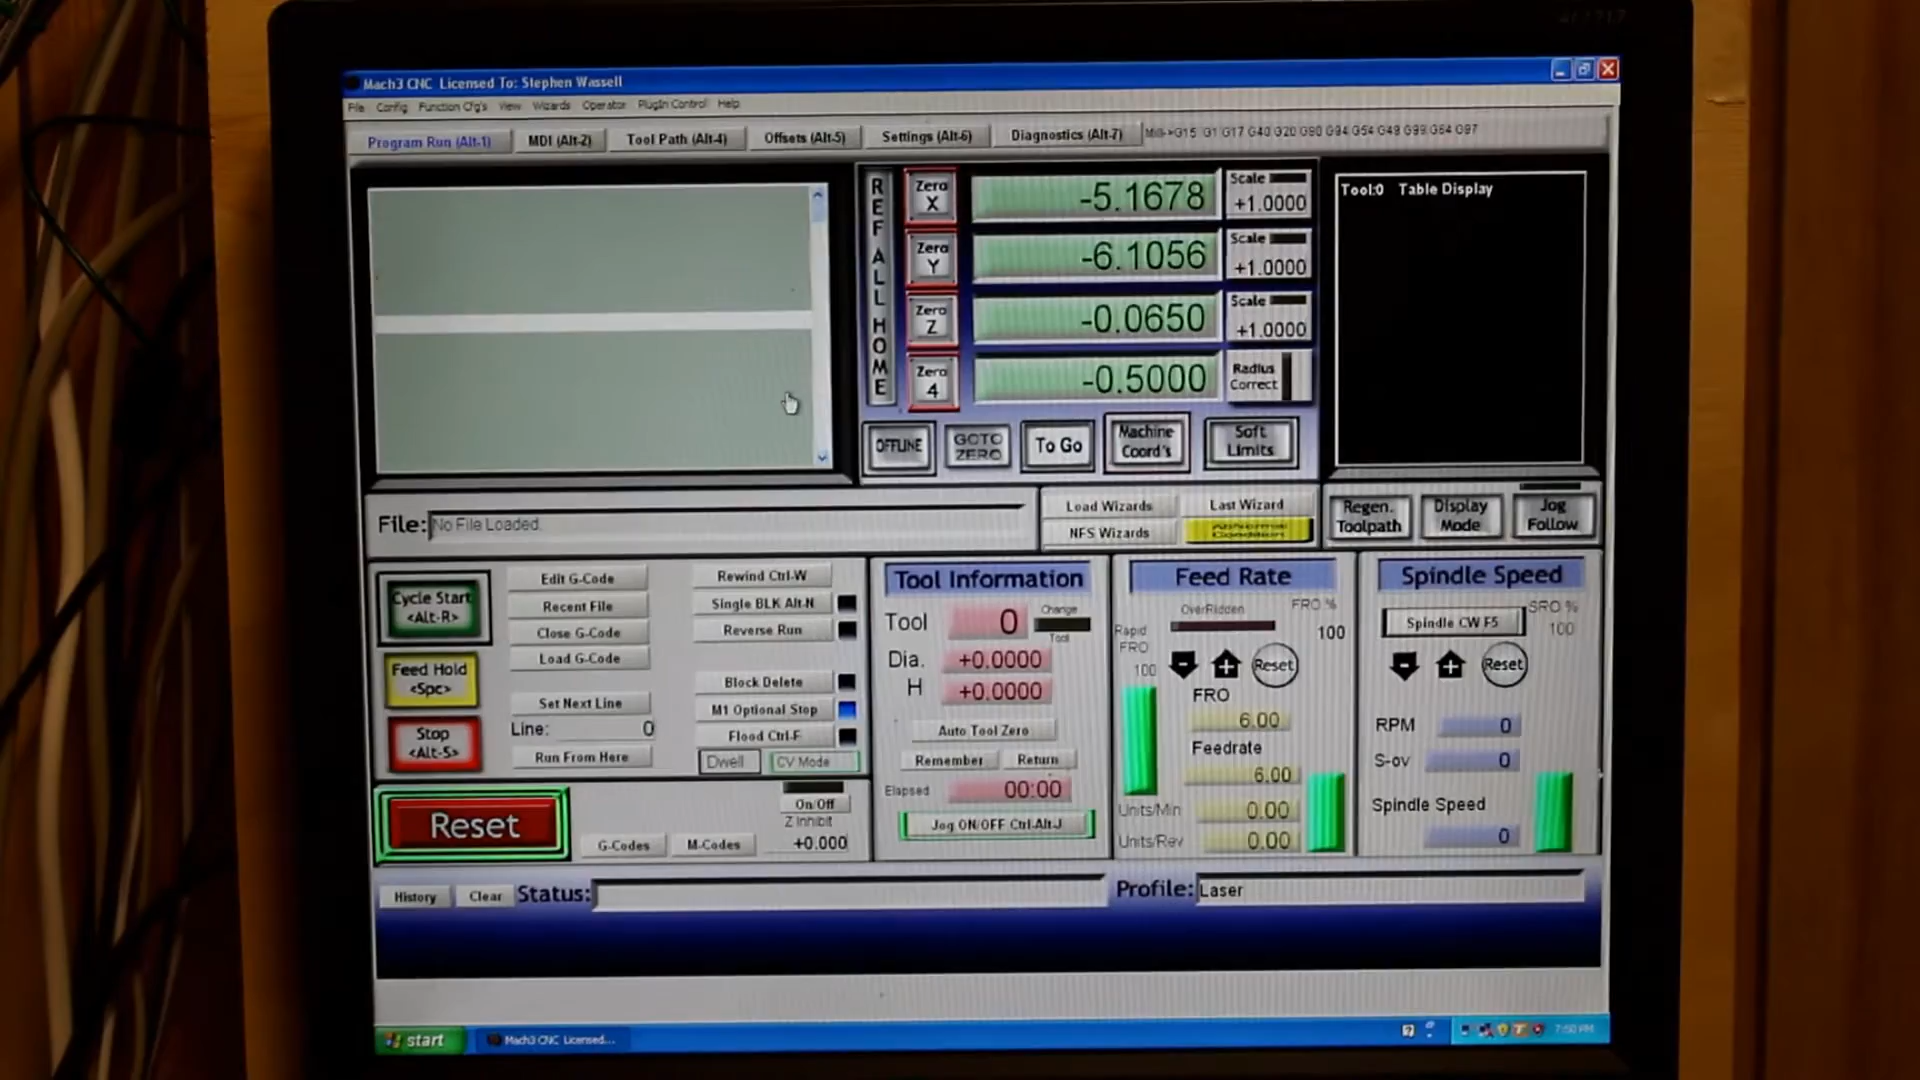 Mach3 CNC Licensed To: Stephen Wassell
File Config Function Cfg's View Wizards Operator PlugIn Control Help
Program Run (Alt-1) MDI (Alt-2) Tool Path (Alt-4) Offsets (Alt-5) Settings (Alt-6) Diagnostics (Alt-7) Mill->G15 G1 G17 G40 G20 G90 G94 G54 G49 G99 G64 G97
REF ALL HOME
Zero X -5.1678 Scale +1.0000
Zero Y -6.1056 Scale +1.0000
Zero Z -0.0650 Scale +1.0000
Zero 4 -0.5000 Radius Correct
Tool:0 Table Display
OFFLINE GOTO ZERO To Go Machine Coord's Soft Limits
File: No File Loaded.
Load Wizards Last Wizard
NFS Wizards
Regen. Toolpath Display Mode Jog Follow
Cycle Start <Alt-R>
Feed Hold <Spc>
Stop <Alt-S>
Edit G-Code
Recent File
Close G-Code
Load G-Code
Set Next Line
Line: 0
Run From Here
Rewind Ctrl-W
Single BLK Alt-N
Reverse Run
Block Delete
M1 Optional Stop
Flood Ctrl-F
Dwell CV Mode
Reset
G-Codes M-Codes
On/Off
Z Inhibit
+0.000
Tool Information
Tool 0 Change Tool
Dia. +0.0000
H +0.0000
Auto Tool Zero
Remember Return
Elapsed 00:00
Jog ON/OFF Ctrl-Alt-J
Feed Rate
OverRidden FRO %
100
Rapid FRO
100
Reset
FRO
6.00
Feedrate
6.00
Units/Min 0.00
Units/Rev 0.00
Spindle Speed
Spindle CW F5 SRO %
100
Reset
RPM 0
S-ov 0
Spindle Speed
0
History Clear Status:
Profile: Laser
start Mach3 CNC Licensed... 7:50 PM